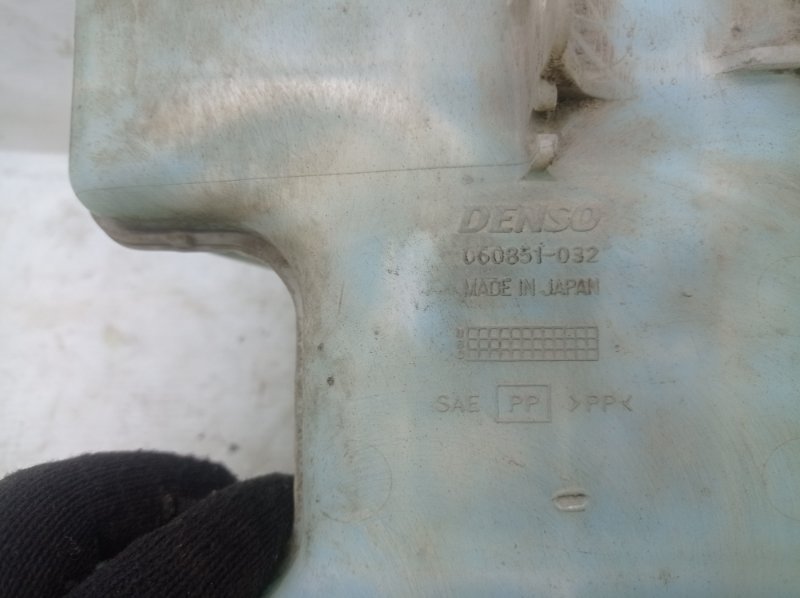 DENSO
060851-032
MADE IN JAPAN
SAE PP >PP<